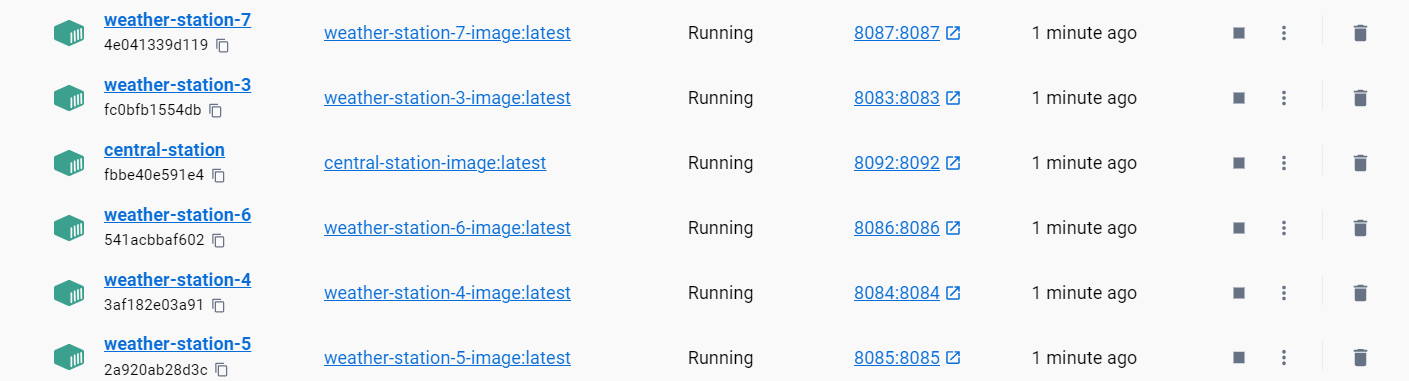 weather-station-7
4e041339d119
weather-station-7-image:latest
Running
8087:8087
1 minute ago
weather-station-3
fc0bfb1554db
weather-station-3-image:latest
Running
8083:8083
1 minute ago
central-station
fbbe40e591e4
central-station-image:latest
Running
8092:8092
1 minute ago
weather-station-6
541acbbaf602
weather-station-6-image:latest
Running
8086:8086
1 minute ago
weather-station-4
3af182e03a91
weather-station-4-image:latest
Running
8084:8084
1 minute ago
weather-station-5
2a920ab28d3c
weather-station-5-image:latest
Running
8085:8085
1 minute ago